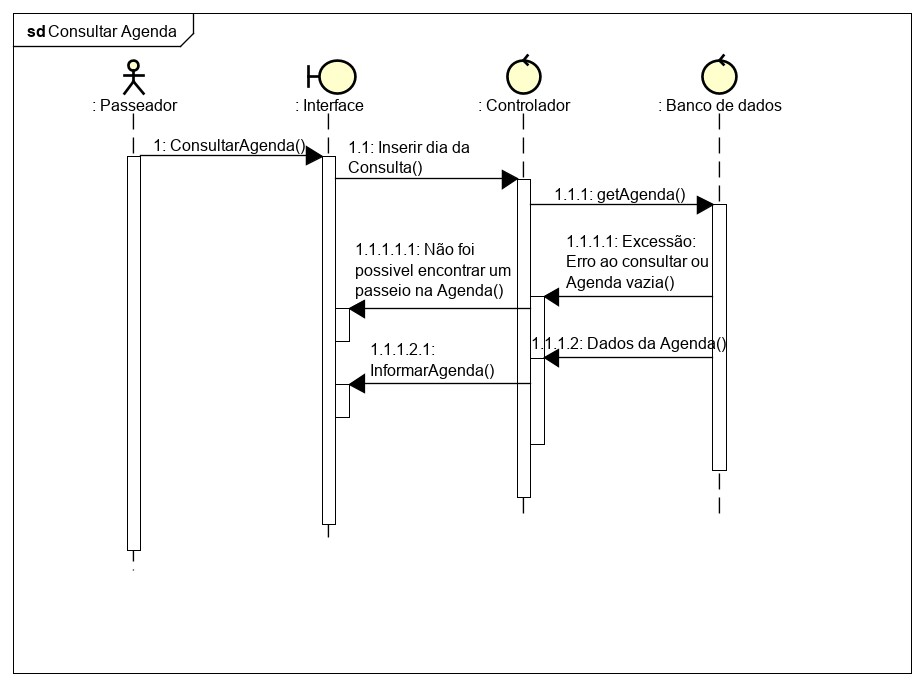 sd Consultar Agenda
: Passeador
: Interface
: Controlador
: Banco de dados
1: ConsultarAgenda()
1.1: Inserir dia da
Consulta()
1.1.1: getAgenda()
1.1.1.1: Excessão:
Erro ao consultar ou
Agenda vazia()
1.1.1.1.1: Não foi
possivel encontrar um
passeio na Agenda()
1.1.1.2: Dados da Agenda()
1.1.1.2.1:
InformarAgenda()